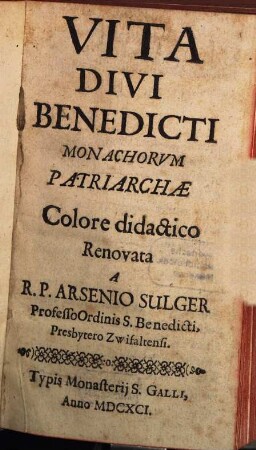 VITA
DIVI
BENEDICTI
MONACHORVM
PATRIARCHÆ
Colore didactico
Renovata
A
R. P. ARSENIO SULGER
Professo Ordinis S. Benedicti,
Presbytero Zwifaltensi.
Typis Monasterij S. GALLI,
Anno MDCXCI.